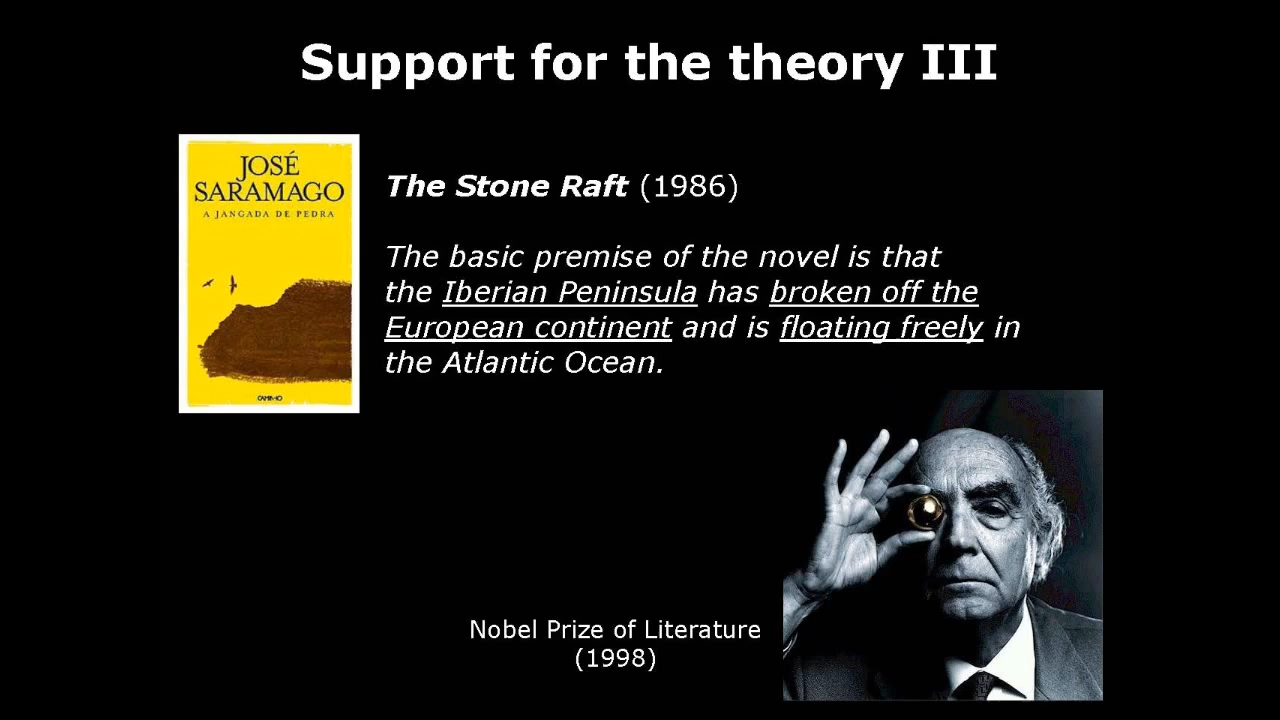 Support for the theory III
JOSÉ
SARAMAGO
A JANGADA DE PEDRA
CAMINHO
The Stone Raft (1986)
The basic premise of the novel is that
the Iberian Peninsula has broken off the
European continent and is floating freely in
the Atlantic Ocean.
Nobel Prize of Literature
(1998)